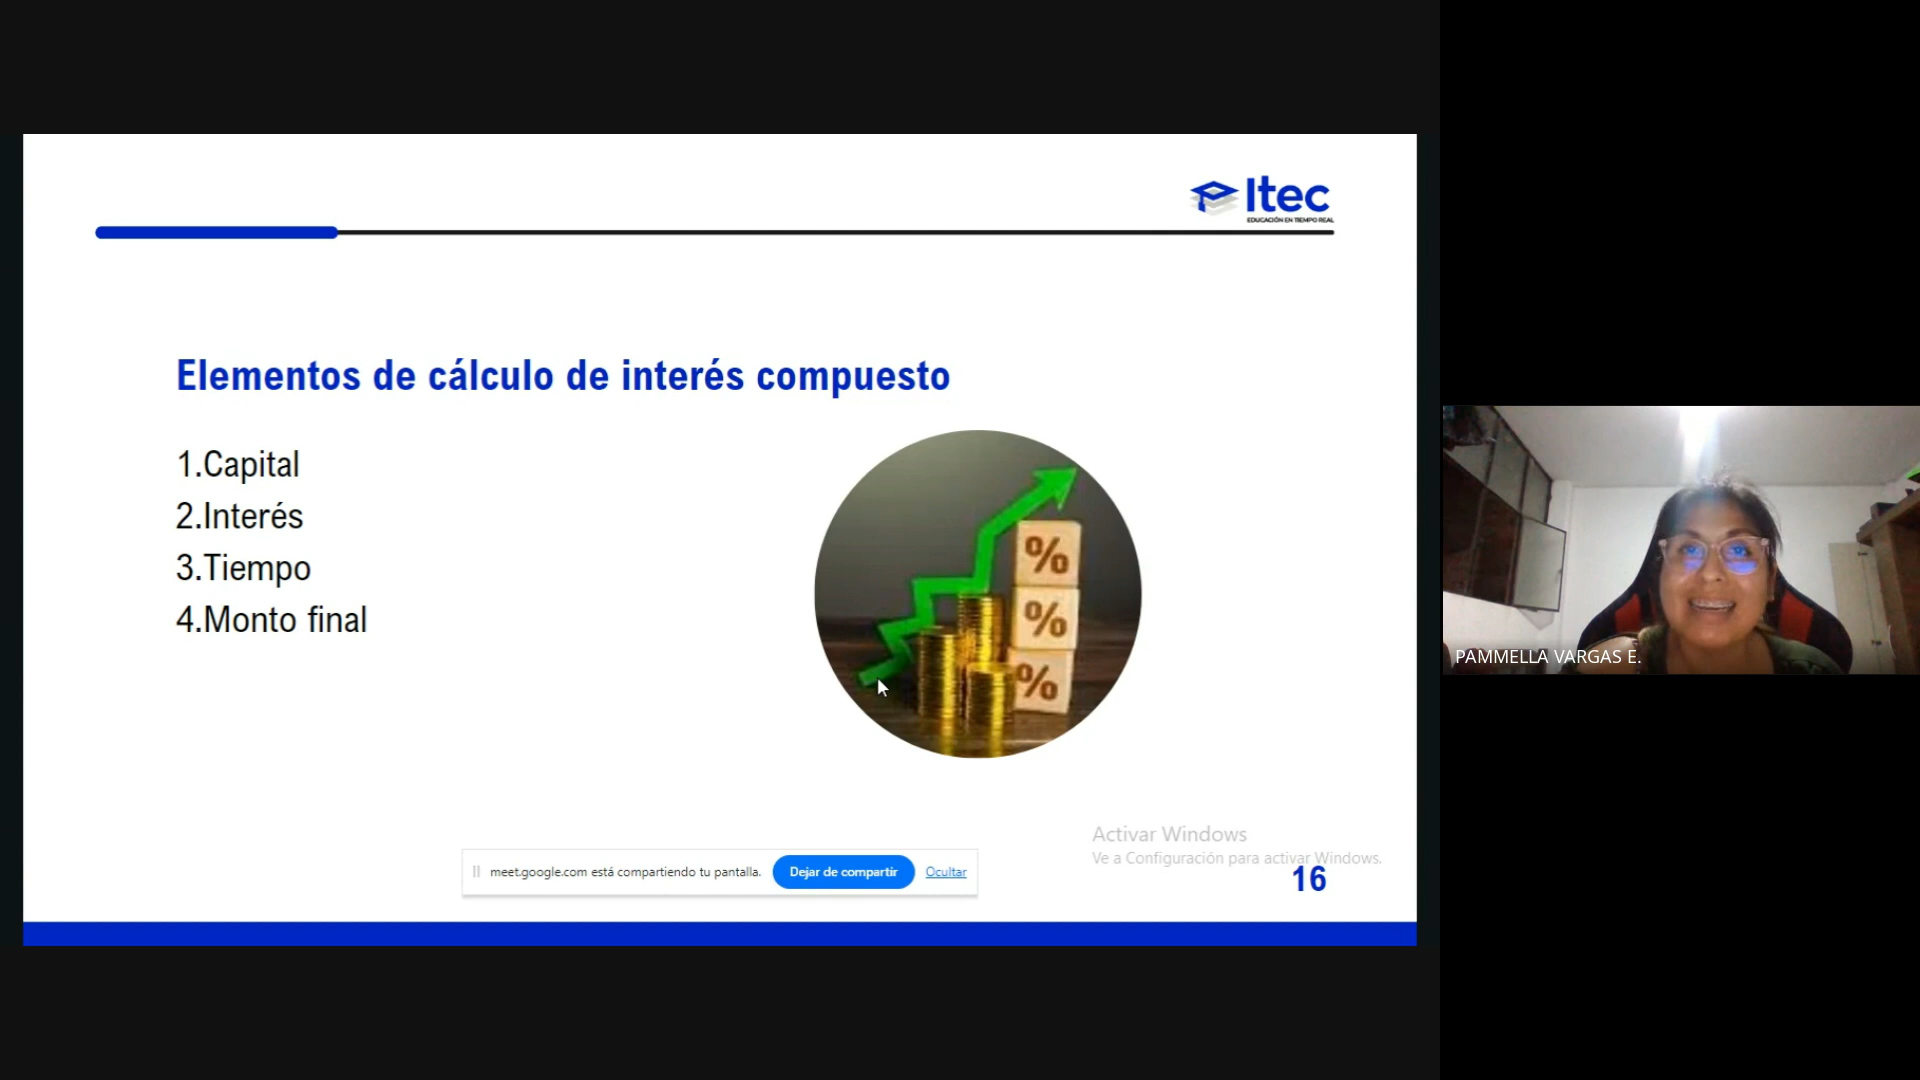 Itec
EDUCACIÓN EN TIEMPO REAL
Elementos de cálculo de interés compuesto
1.Capital
2.Interés
3.Tiempo
4.Monto final
%
%
%
PAMMELLA VARGAS E.
Activar Windows
Ve a Configuración para activar Windows.
meet.google.com está compartiendo tu pantalla.
Dejar de compartir
Ocultar
16